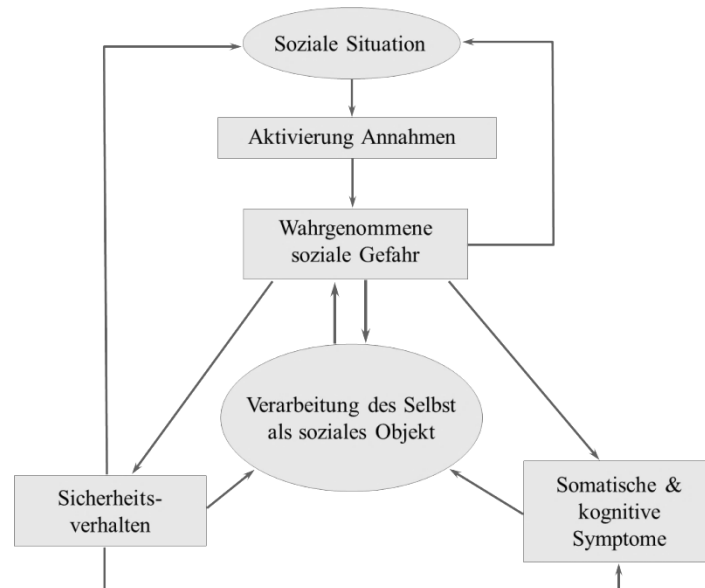 Soziale Situation
Aktivierung Annahmen
Wahrgenommene
soziale Gefahr
Verarbeitung des Selbst
als soziales Objekt
Sicherheits-
verhalten
Somatische &
kognitive
Symptome